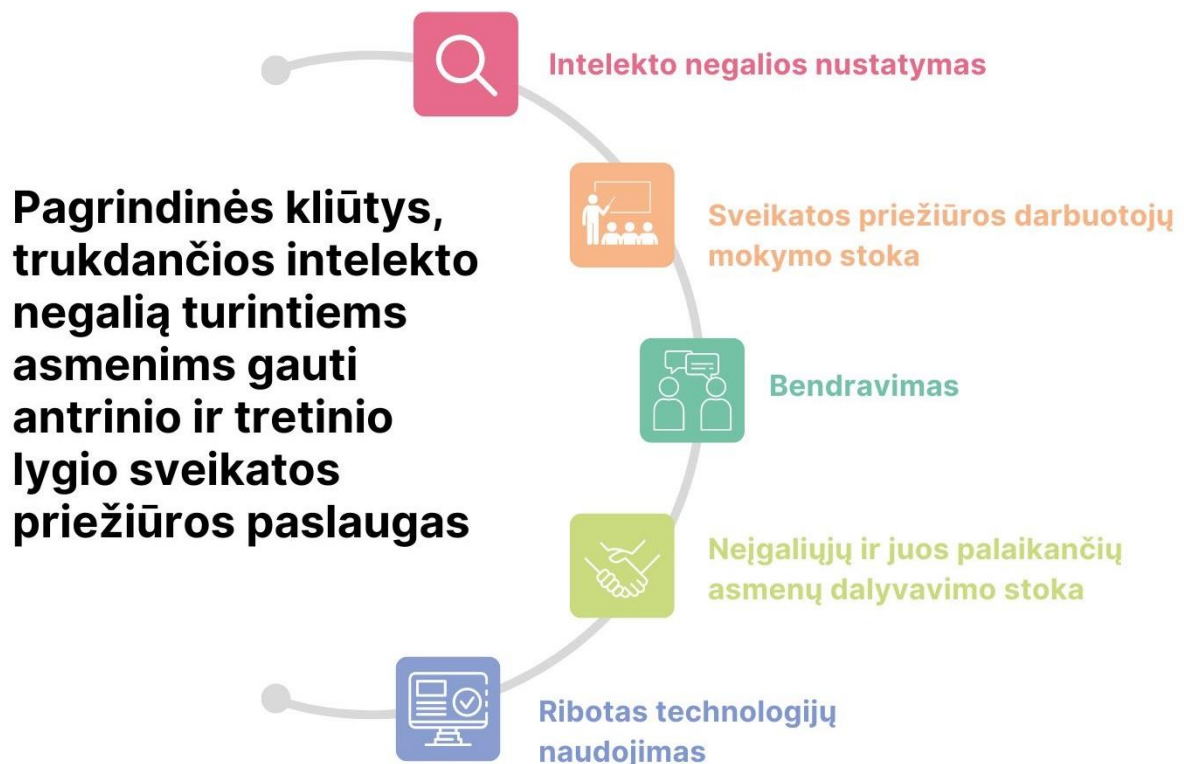 Pagrindinės kliūtys,
trukdančios intelekto
negalią turintiems
asmenims gauti
antrinio ir tretinio
lygio sveikatos
priežiūros paslaugas
Intelekto negalios nustatymas
Sveikatos priežiūros darbuotojų
mokymo stoka
Bendravimas
Neįgaliųjų ir juos palaikančių
asmenų dalyvavimo stoka
Ribotas technologijų
naudojimas